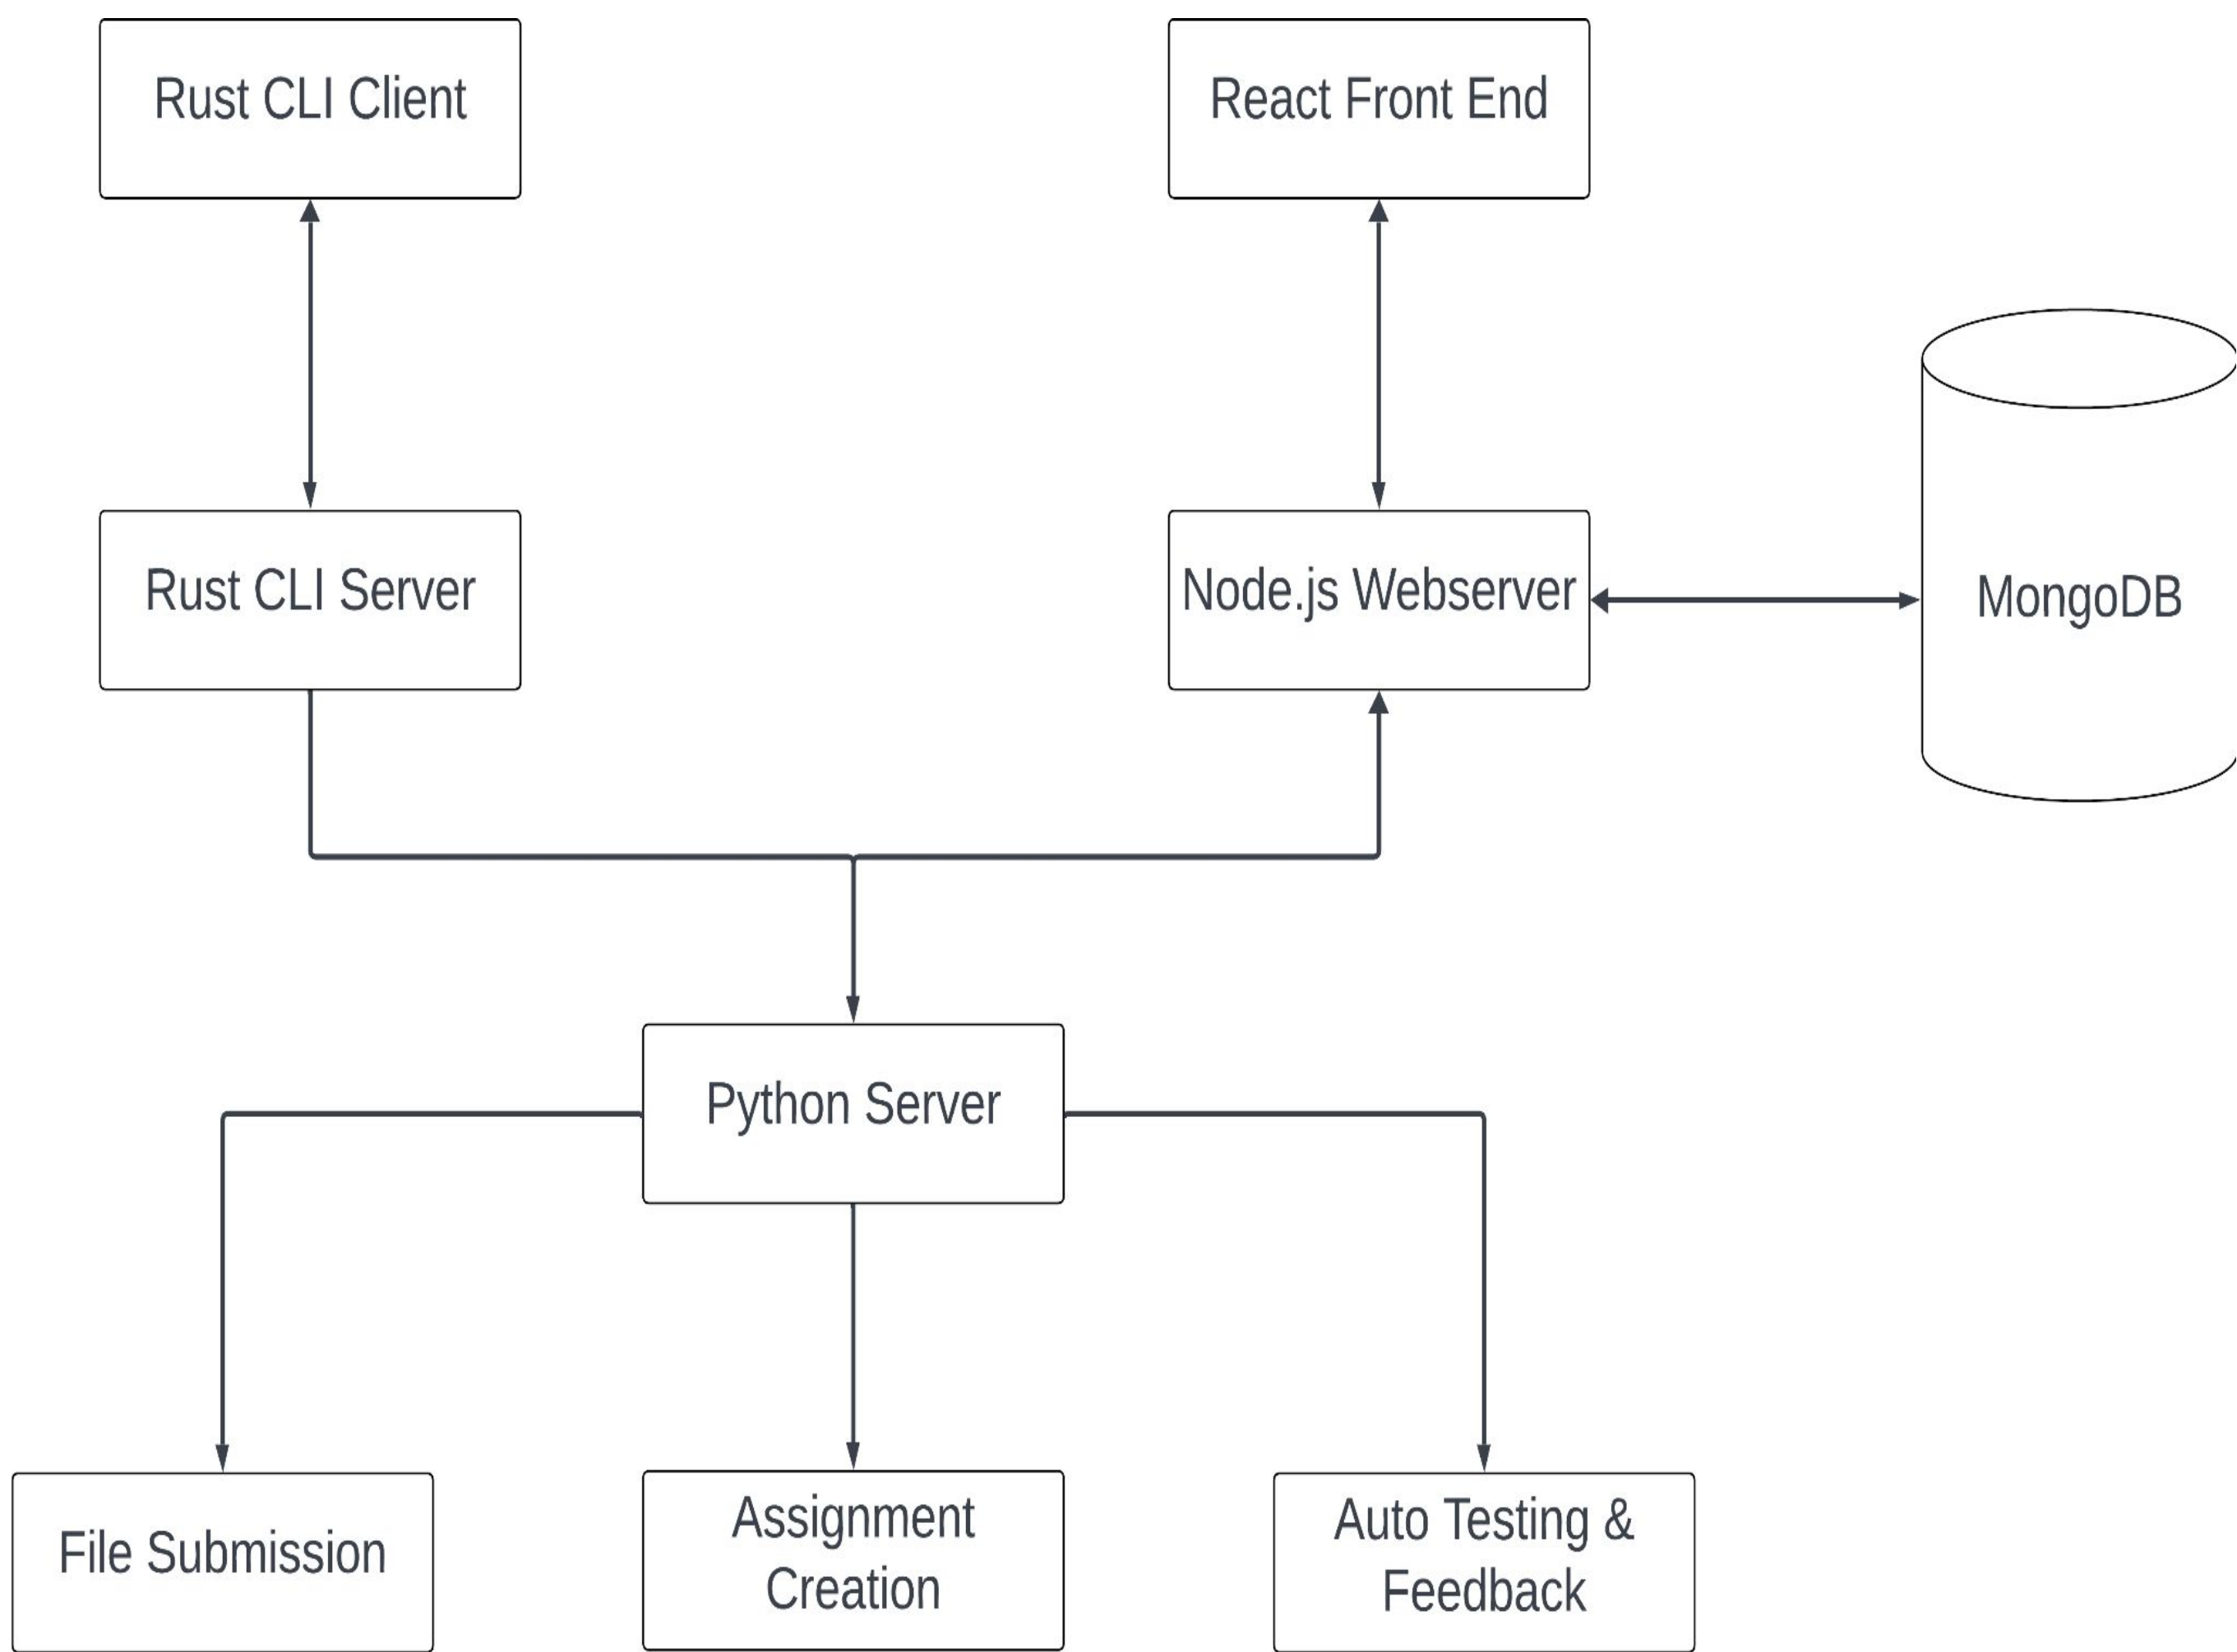 Rust CLI Client
React Front End
Rust CLI Server
Node.js Webserver
MongoDB
Python Server
File Submission
Assignment
Creation
Auto Testing &
Feedback